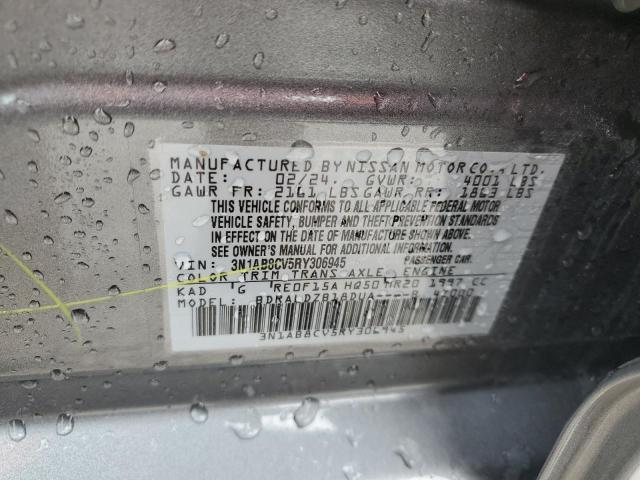 MANUFACTURED BY NISSAN MOTOR CO., LTD.
DATE: 02/24 GVWR: 4001 LBS
GAWR FR: 2161 LBS GAWR RR: 1863 LBS
THIS VEHICLE CONFORMS TO ALL APPLICABLE FEDERAL MOTOR
VEHICLE SAFETY, BUMPER AND THEFT PREVENTION STANDARDS
IN EFFECT ON THE DATE OF MANUFACTURE SHOWN ABOVE.
SEE OWNER'S MANUAL FOR ADDITIONAL INFORMATION.
VIN: 3N1AB8CV5RY306945 PASSENGER CAR.
COLOR TRIM TRANS AXLE ENGINE
KAD G RE0F15A HQ50 MR20 1997 CC
MODEL:
3N1AB8CV5RY306945